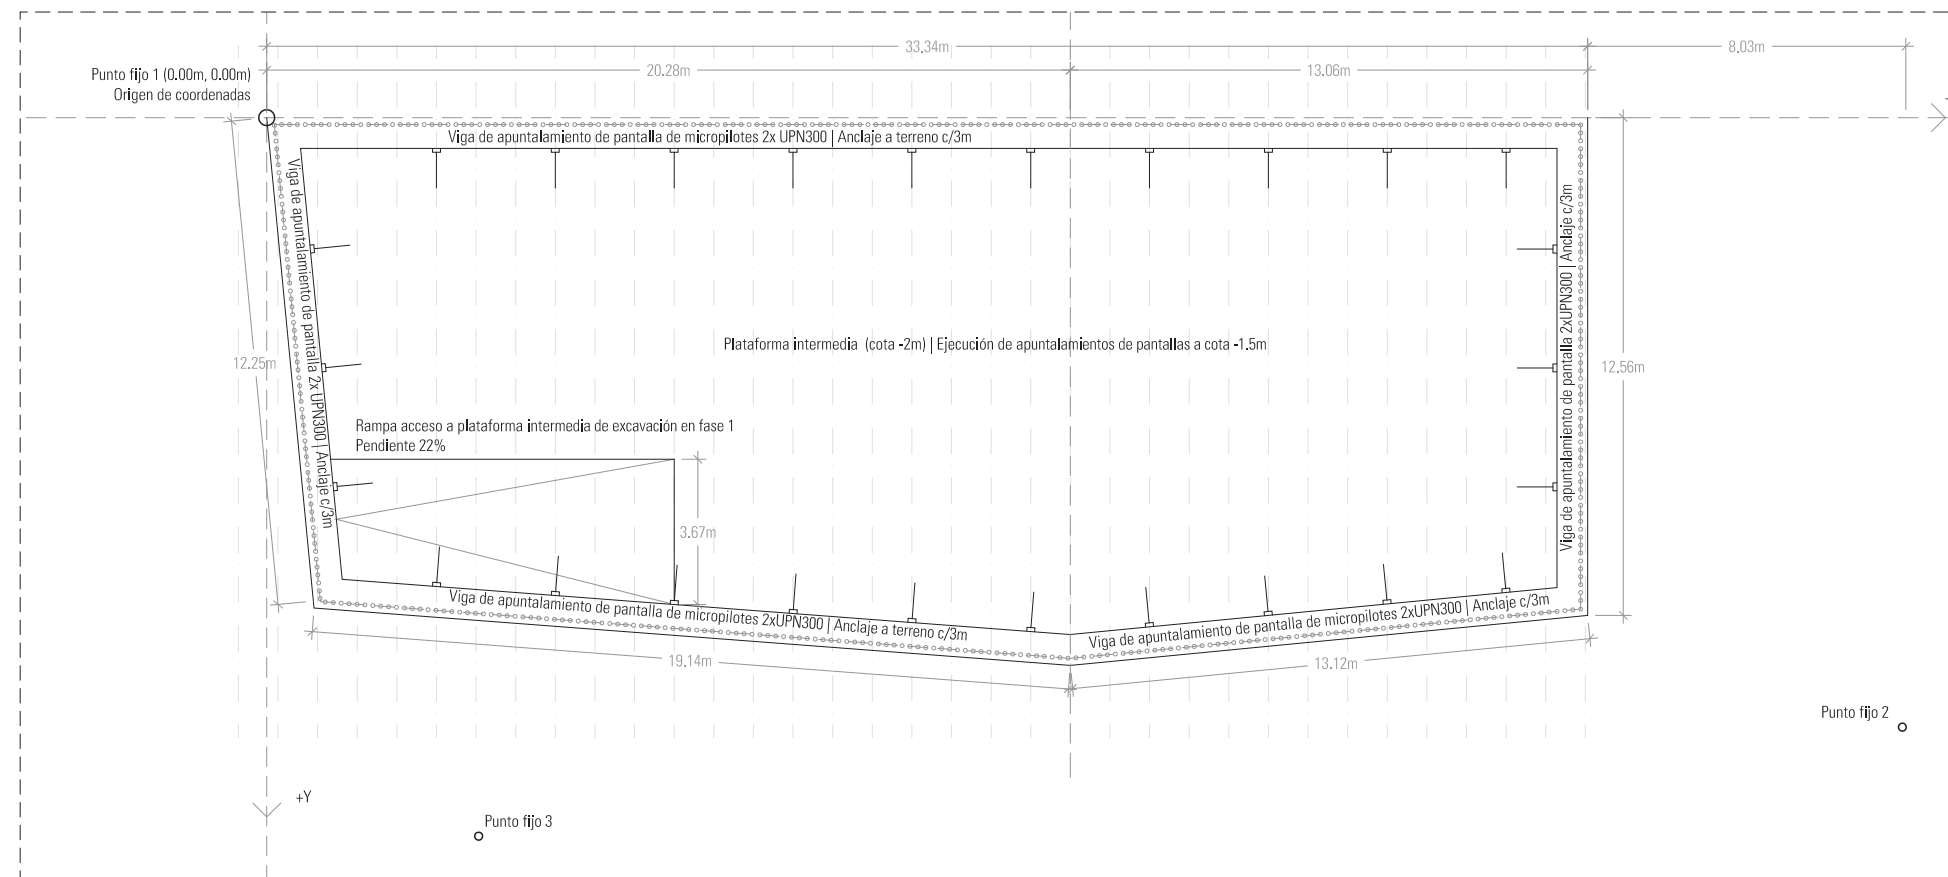 33.34m
8.03m
20.28m
13.06m
Punto fijo 1 (0.00m, 0.00m)
Origen de coordenadas
Viga de apuntalamiento de pantalla de micropilotes 2x UPN300 | Anclaje a terreno c/3m
Viga de apuntalamiento de pantalla 2x UPN300 | Anclaje c/3m
Viga de apuntalamiento de pantalla 2xUPN300 | Anclaje c/3m
Plataforma intermedia (cota -2m) | Ejecución de apuntalamientos de pantallas a cota -1.5m
12.25m
12.56m
Rampa acceso a plataforma intermedia de excavación en fase 1
Pendiente 22%
3.67m
Viga de apuntalamiento de pantalla de micropilotes 2xUPN300 | Anclaje a terreno c/3m
Viga de apuntalamiento de pantalla de micropilotes 2xUPN300 | Anclaje c/3m
19.14m
13.12m
Punto fijo 2
+Y
Punto fijo 3